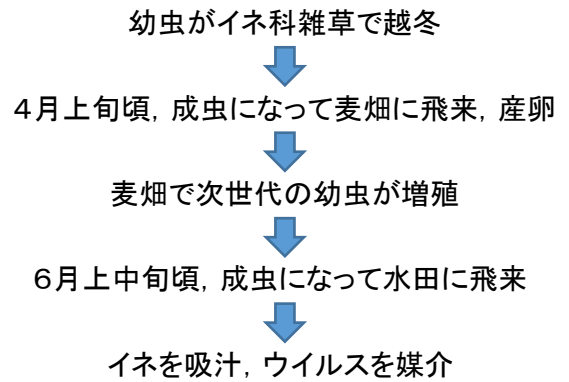 幼虫がイネ科雑草で越冬
４月上旬頃，成虫になって麦畑に飛来，産卵
麦畑で次世代の幼虫が増殖
６月上中旬頃，成虫になって水田に飛来
イネを吸汁，ウイルスを媒介